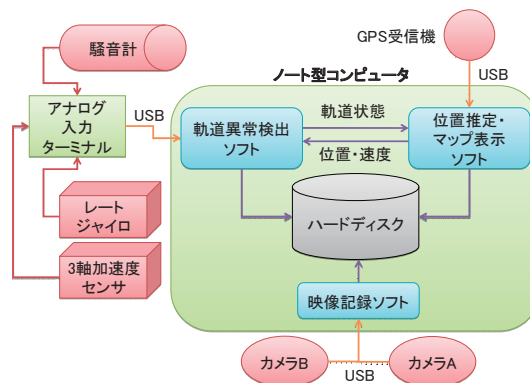 騒音計
GPS受信機
ノート型コンピュータ
USB
アナログ
入力
ターミナル
USB
軌道異常検出
ソフト
軌道状態
位置・速度
位置推定・
マップ表示
ソフト
ハードディスク
レート
ジャイロ
3軸加速度
センサ
映像記録ソフト
カメラB
カメラA
USB